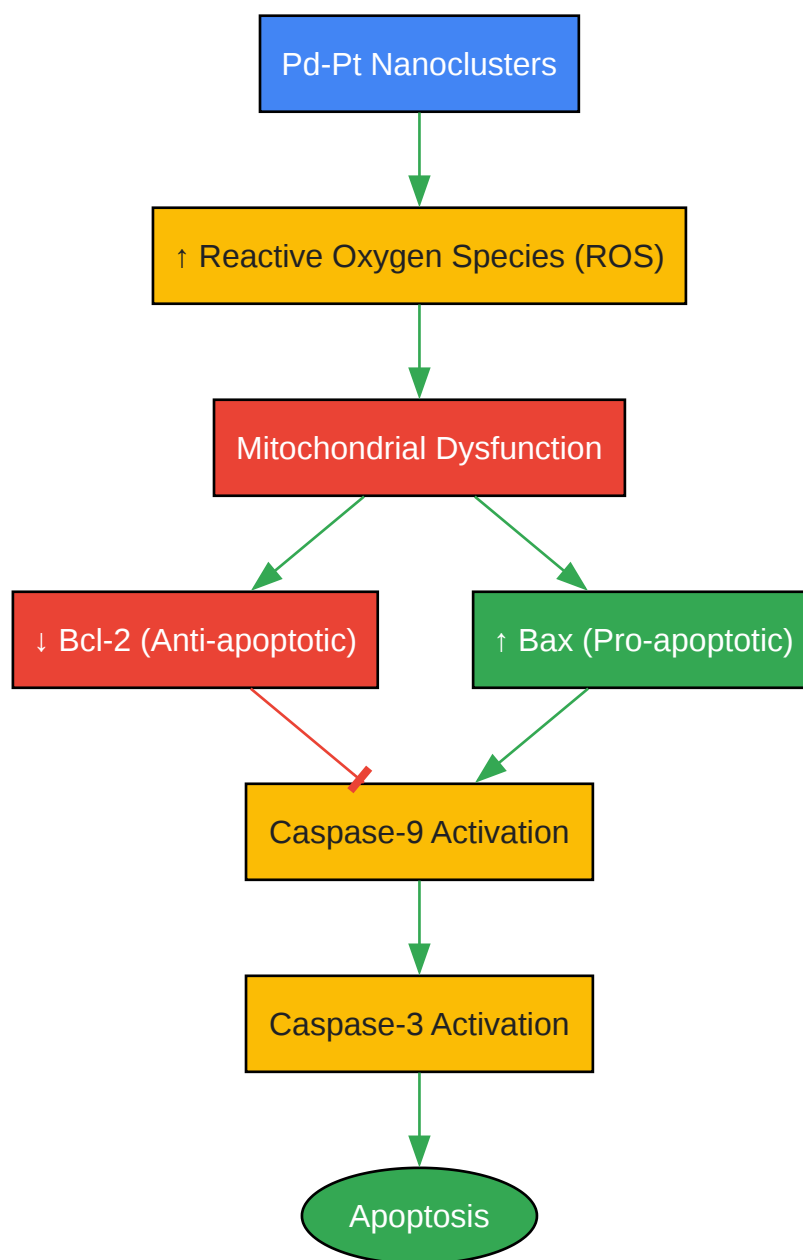 Pd-Pt Nanoclusters
↑ Reactive Oxygen Species (ROS)
Mitochondrial Dysfunction
↓ Bcl-2 (Anti-apoptotic)
↑ Bax (Pro-apoptotic)
Caspase-9 Activation
Caspase-3 Activation
Apoptosis